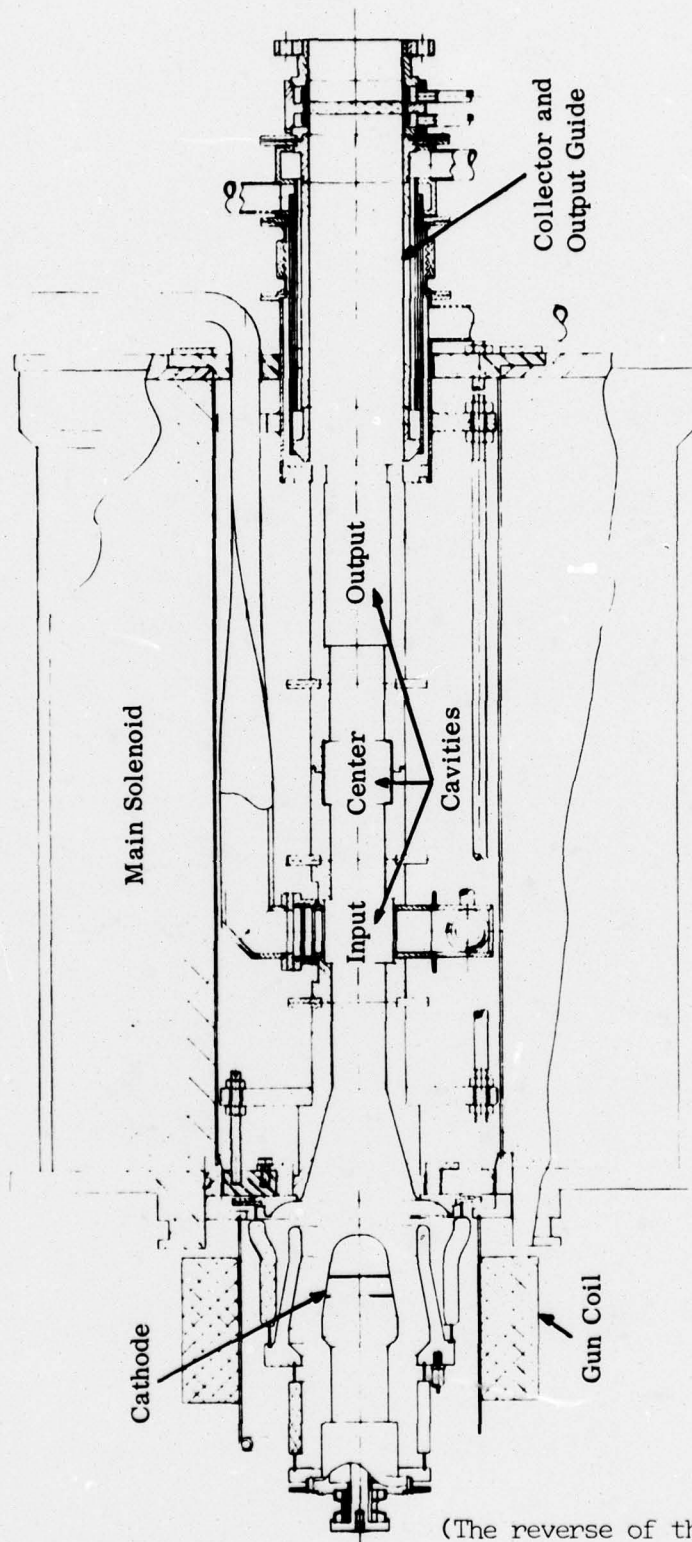 Main Solenoid
Cathode
Input
Center
Output
Cavities
Collector and
Output Guide
Gun Coil
(The reverse of th